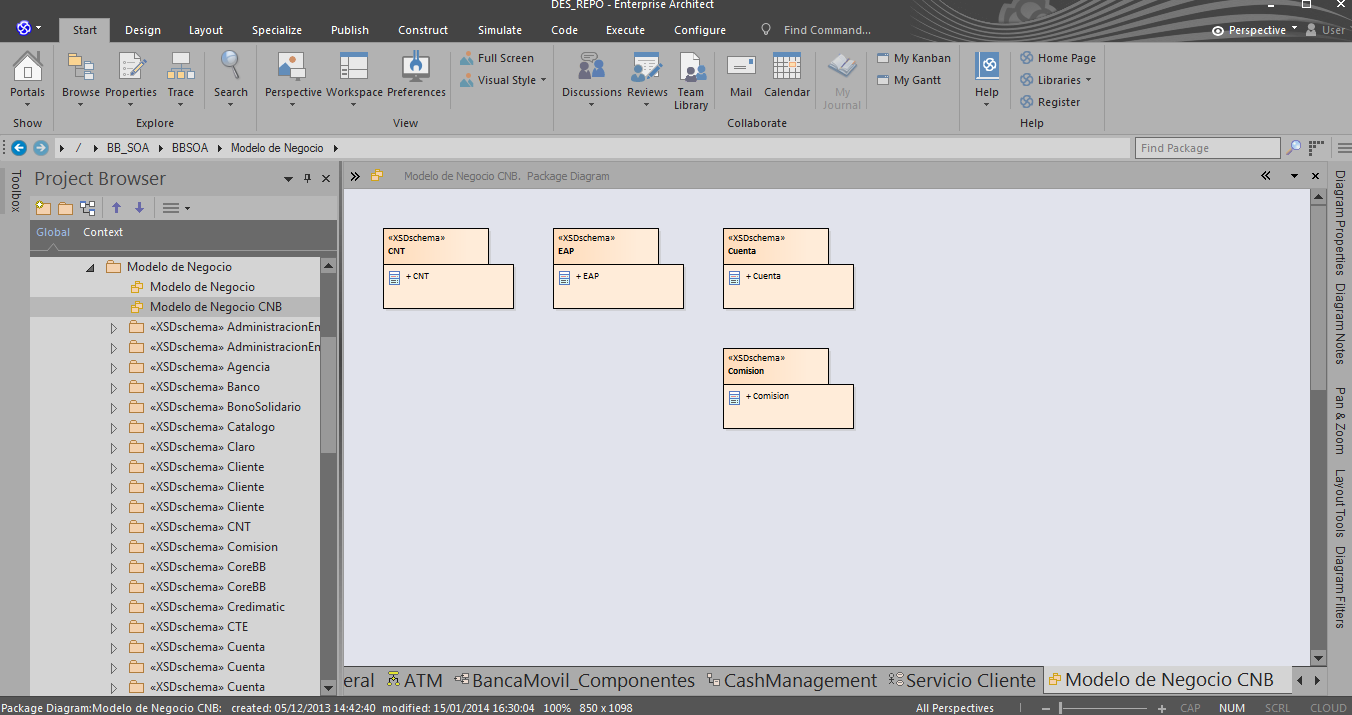 DES_REPO - Enterprise Architect
Start Design Layout Specialize Publish Construct Simulate Code Execute Configure Find Command... Perspective User
Portals
Show
Browse Properties Trace Search
Explore
Perspective Workspace Preferences
Full Screen
Visual Style
View
Discussions Reviews Team Library Mail Calendar My Journal
My Kanban
My Gantt
Collaborate
Help
Home Page
Libraries
Register
Help
/ BB_SOA BBSOA Modelo de Negocio
Find Package
Toolbox
Project Browser
Global Context
Modelo de Negocio
Modelo de Negocio
Modelo de Negocio CNB
«XSDschema» AdministracionEn
«XSDschema» AdministracionEn
«XSDschema» Agencia
«XSDschema» Banco
«XSDschema» BonoSolidario
«XSDschema» Catalogo
«XSDschema» Claro
«XSDschema» Cliente
«XSDschema» Cliente
«XSDschema» Cliente
«XSDschema» CNT
«XSDschema» Comision
«XSDschema» CoreBB
«XSDschema» CoreBB
«XSDschema» Credimatic
«XSDschema» CTE
«XSDschema» Cuenta
«XSDschema» Cuenta
«XSDschema» Cuenta
Modelo de Negocio CNB. Package Diagram
«XSDschema»
CNT
+ CNT
«XSDschema»
EAP
+ EAP
«XSDschema»
Cuenta
+ Cuenta
«XSDschema»
Comision
+ Comision
Diagram Properties
Diagram Notes
Pan & Zoom
Layout Tools
Diagram Filters
eral ATM BancaMovil_Componentes CashManagement Servicio Cliente Modelo de Negocio CNB
Package Diagram:Modelo de Negocio CNB: created: 05/12/2013 14:42:40 modified: 15/01/2014 16:30:04 100% 850 x 1098 All Perspectives CAP NUM SCRL CLOUD